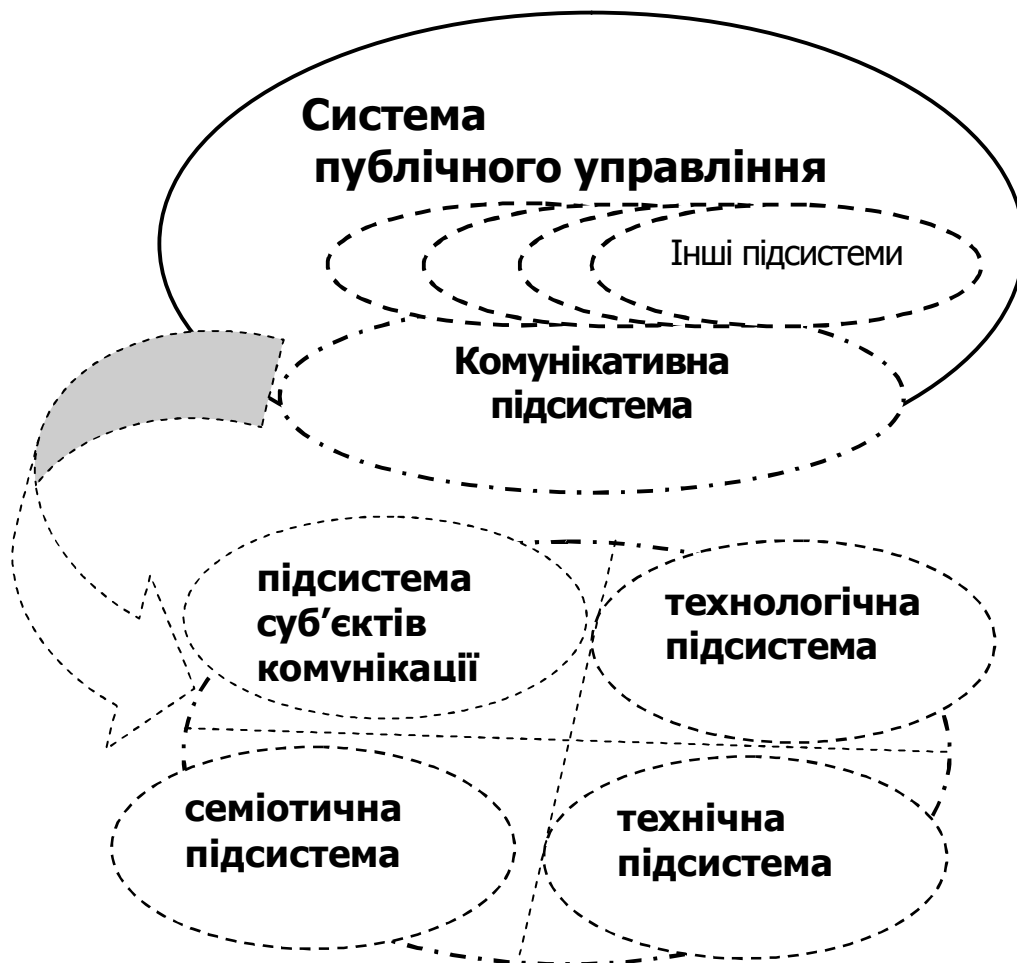 Система
публічного управління
Інші підсистеми
Комунікативна
підсистема
підсистема
суб’єктів
комунікації
технологічна
підсистема
семіотична
підсистема
технічна
підсистема